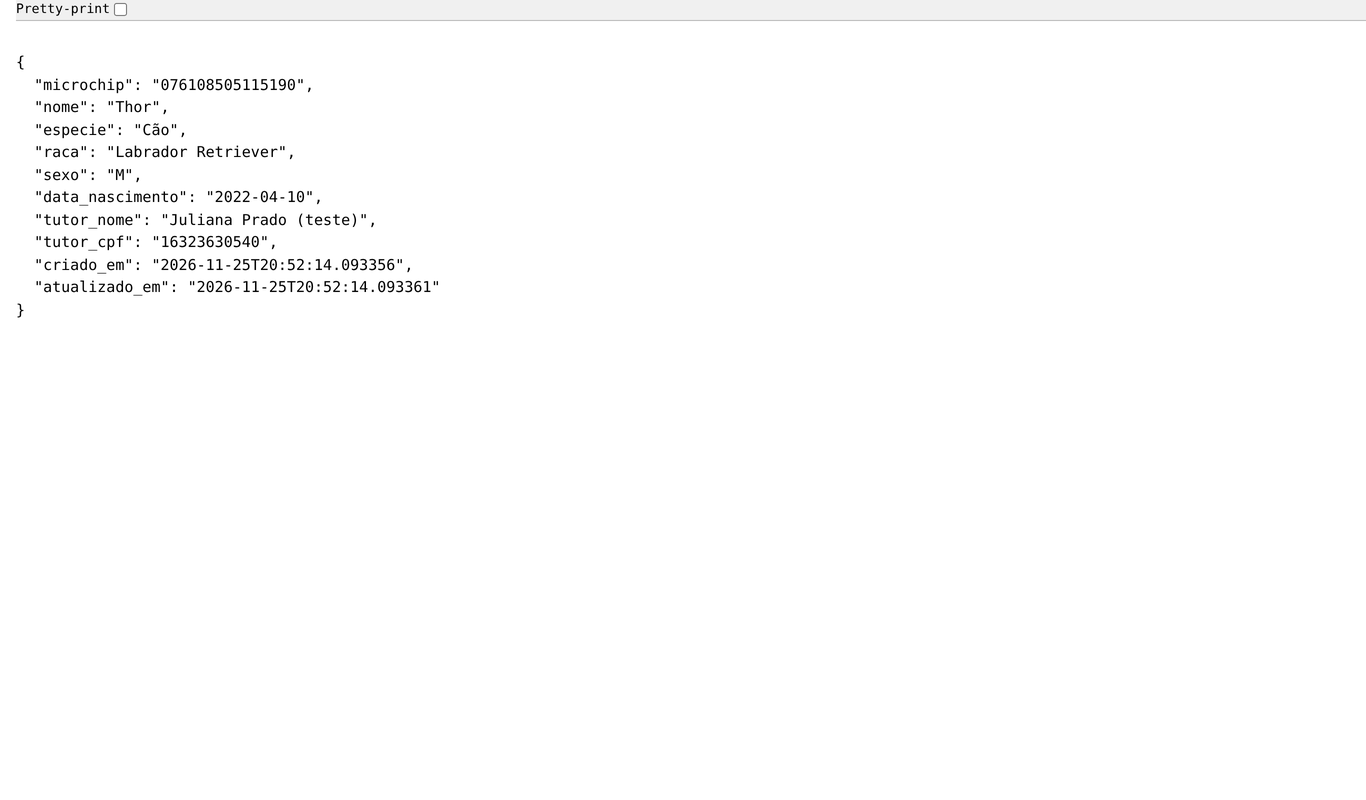 Pretty-print
{
  "microchip": "076108505115190",
  "nome": "Thor",
  "especie": "Cão",
  "raca": "Labrador Retriever",
  "sexo": "M",
  "data_nascimento": "2022-04-10",
  "tutor_nome": "Juliana Prado (teste)",
  "tutor_cpf": "16323630540",
  "criado_em": "2026-11-25T20:52:14.093356",
  "atualizado_em": "2026-11-25T20:52:14.093361"
}